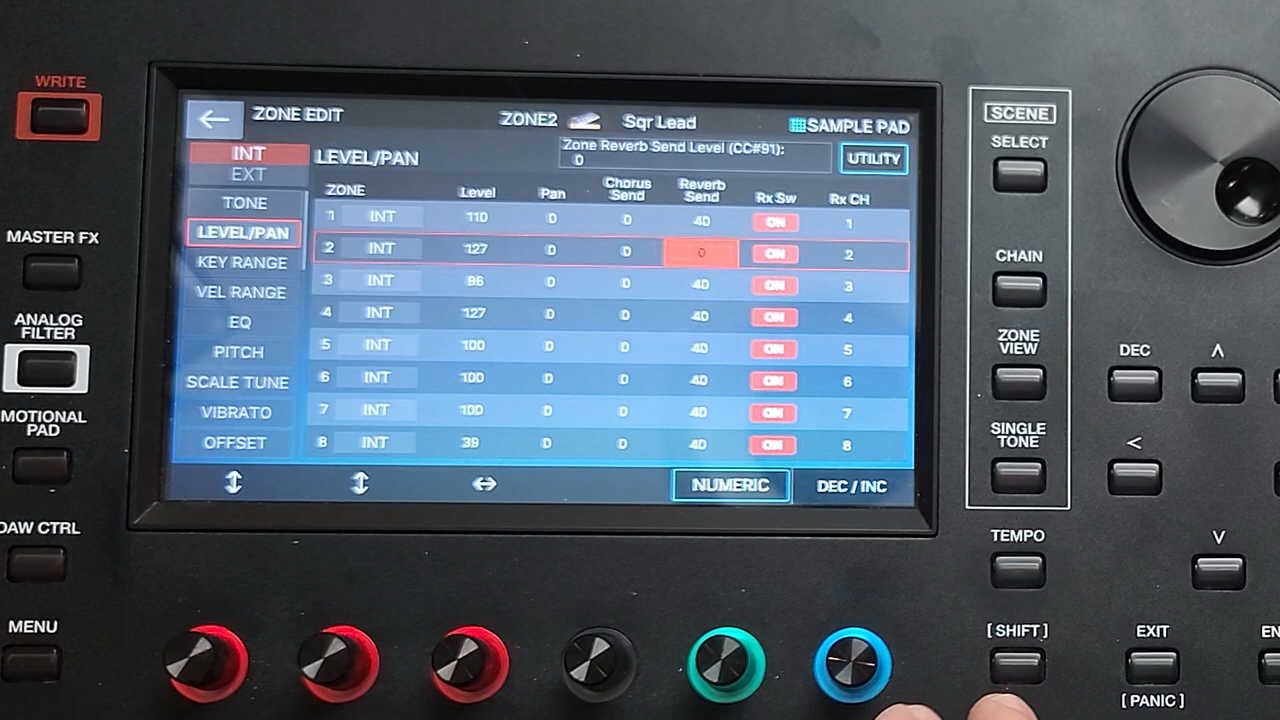 WRITE
MASTER FX
ANALOG
FILTER
MOTIONAL
PAD
DAW CTRL
MENU
ZONE EDIT
ZONE2 Sqr Lead
SAMPLE PAD
INT
EXT
TONE
LEVEL/PAN
KEY RANGE
VEL RANGE
EQ
PITCH
SCALE TUNE
VIBRATO
OFFSET
LEVEL/PAN
Zone Reverb Send Level (CC#91):
0
UTILITY
ZONE Level Pan Chorus Send Reverb Send Rx Sw Rx CH
1 INT 110 0 0 40 ON 1
2 INT 127 0 0 0 ON 2
3 INT 96 0 0 40 ON 3
4 INT 127 0 0 40 ON 4
5 INT 100 0 0 40 ON 5
6 INT 100 0 0 40 ON 6
7 INT 100 0 0 40 ON 7
8 INT 39 0 0 40 ON 8
NUMERIC
DEC / INC
SCENE
SELECT
CHAIN
ZONE
VIEW
SINGLE
TONE
TEMPO
[ SHIFT ]
DEC
EXIT
[ PANIC ]